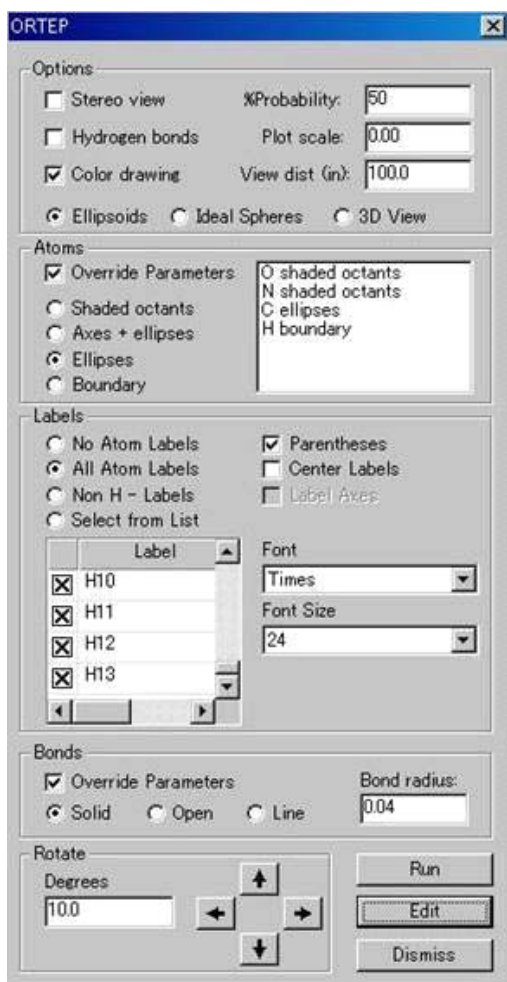 ORTEP
Options
Stereo view %Probability: 50
Hydrogen bonds Plot scale: 0.00
Color drawing View dist (in): 100.0
Ellipsoids Ideal Spheres 3D View
Atoms
Override Parameters
Shaded octants
Axes + ellipses
Ellipses
Boundary
O shaded octants
N shaded octants
C ellipses
H boundary
Labels
No Atom Labels
All Atom Labels
Non H - Labels
Select from List
Parentheses
Center Labels
Label Axes
Label
H10
H11
H12
H13
Font
Times
Font Size
24
Bonds
Override Parameters
Solid Open Line
Bond radius:
0.04
Rotate
Degrees
10.0
Run
Edit
Dismiss